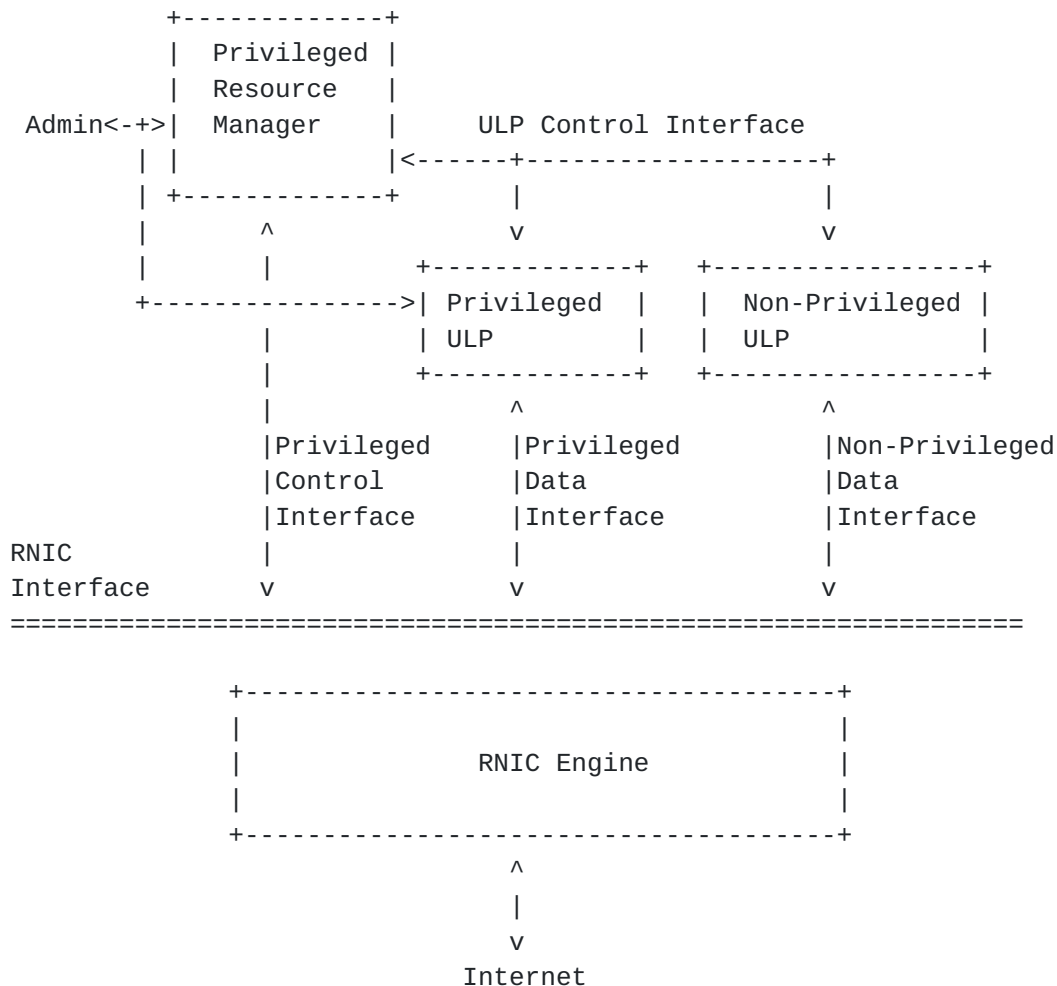 Privileged
Resource
Admin Manager ULP Control Interface
Privileged Non-Privileged
ULP ULP
Privileged Privileged Non-Privileged
Control Data Data
Interface Interface Interface
RNIC
Interface
RNIC Engine
Internet